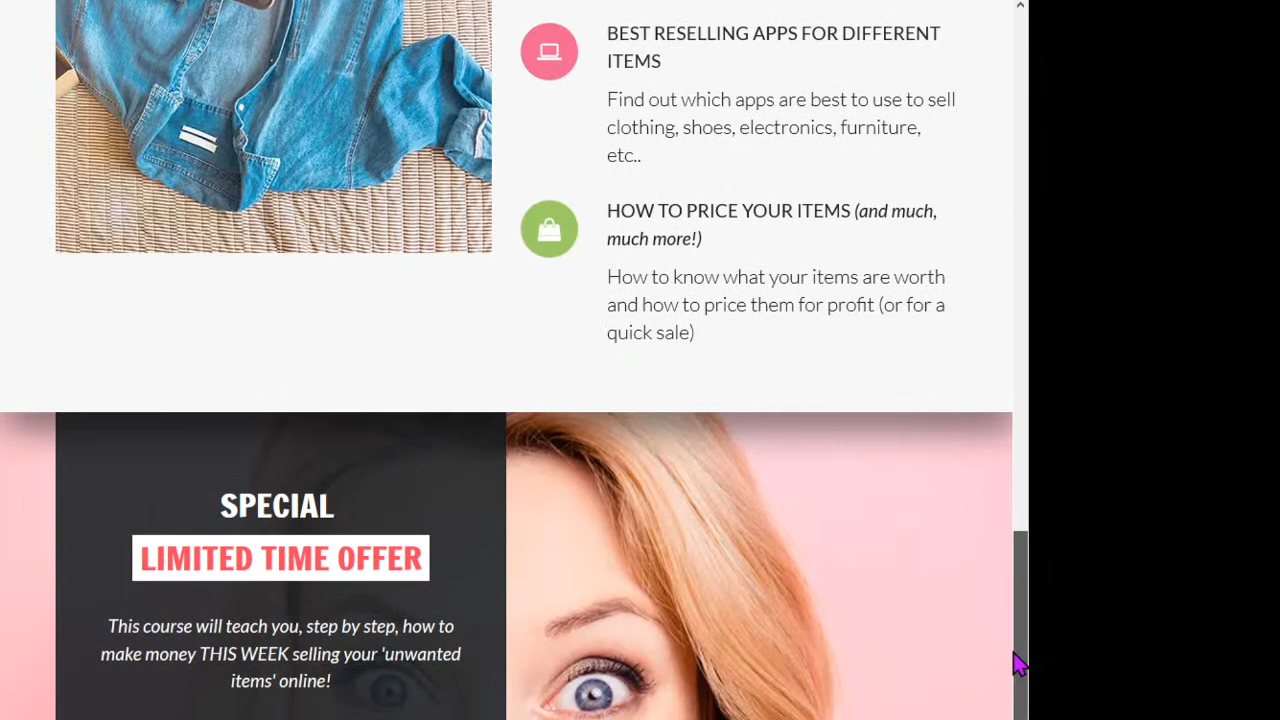 BEST RESELLING APPS FOR DIFFERENT
ITEMS
Find out which apps are best to use to sell
clothing, shoes, electronics, furniture,
etc..
HOW TO PRICE YOUR ITEMS (and much,
much more!)
How to know what your items are worth
and how to price them for profit (or for a
quick sale)
SPECIAL
LIMITED TIME OFFER
This course will teach you, step by step, how to
make money THIS WEEK selling your 'unwanted
items' online!